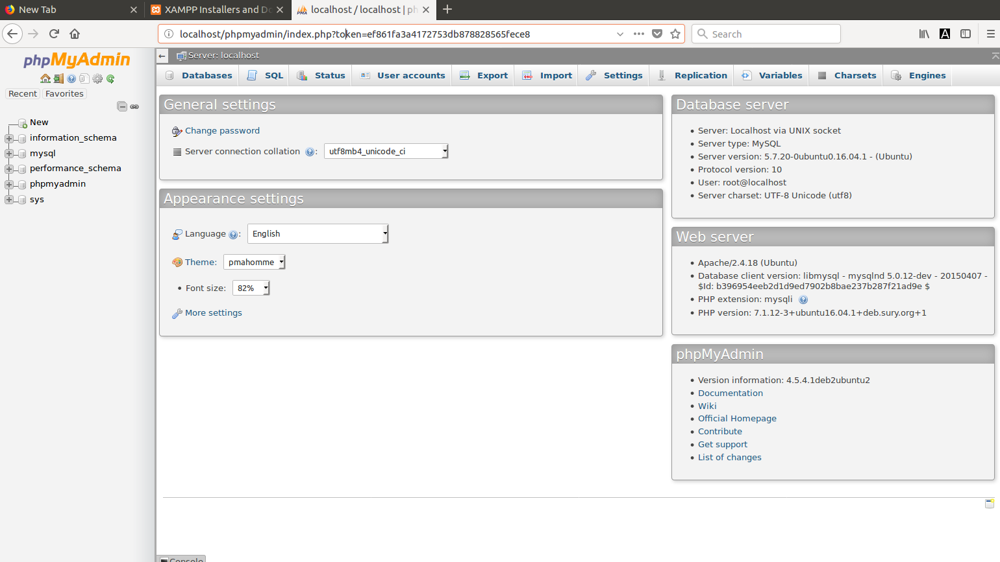 New Tab
XAMPP Installers and Do
localhost / localhost | ph
localhost/phpmyadmin/index.php?token=ef861fa3a4172753db878828565fece8
Search
phpMyAdmin
Recent
Favorites
New
information_schema
mysql
performance_schema
phpmyadmin
sys
Server: localhost
Databases
SQL
Status
User accounts
Export
Import
Settings
Replication
Variables
Charsets
Engines
General settings
Change password
Server connection collation :
utf8mb4_unicode_ci
Appearance settings
Language :
English
Theme:
pmahomme
Font size:
82%
More settings
Database server
Server: Localhost via UNIX socket
Server type: MySQL
Server version: 5.7.20-0ubuntu0.16.04.1 - (Ubuntu)
Protocol version: 10
User: root@localhost
Server charset: UTF-8 Unicode (utf8)
Web server
Apache/2.4.18 (Ubuntu)
Database client version: libmysql - mysqlnd 5.0.12-dev - 20150407 -
$Id: b396954eeb2d1d9ed7902b8bae237b287f21ad9e $
PHP extension: mysqli
PHP version: 7.1.12-3+ubuntu16.04.1+deb.sury.org+1
phpMyAdmin
Version information: 4.5.4.1deb2ubuntu2
Documentation
Wiki
Official Homepage
Contribute
Get support
List of changes
Console